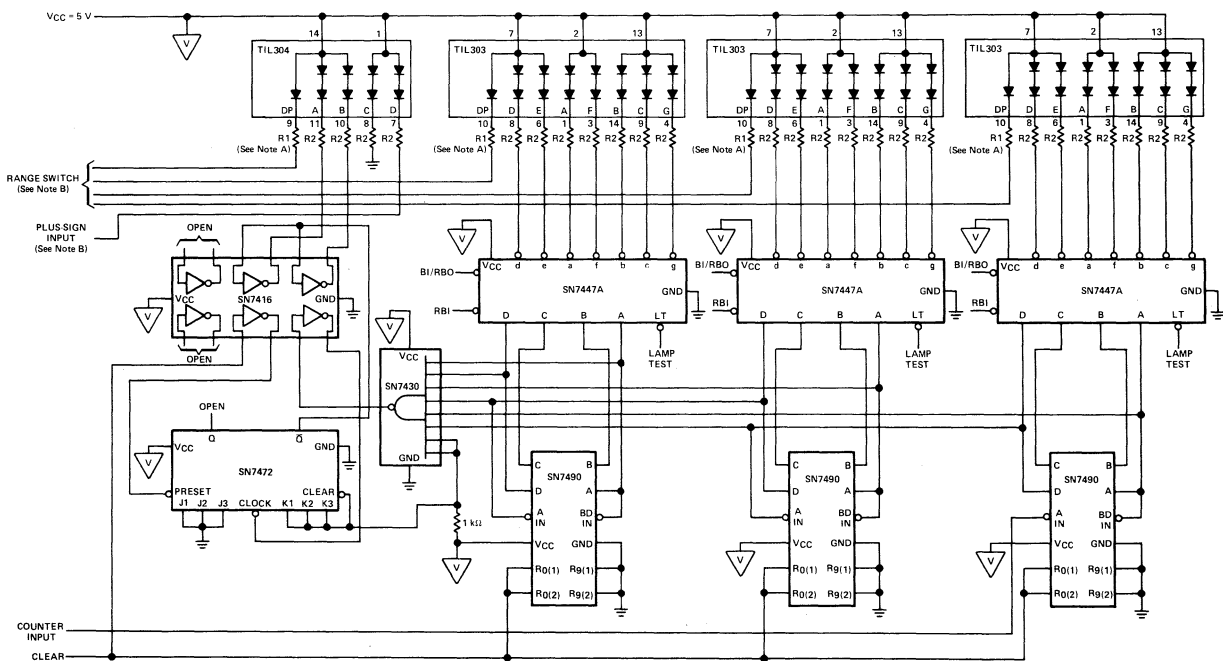 VCC = 5 V
V
14 1
TIL304
DP A B C D
9 11 10 8 7
R1 R2 R2 R2 R2
(See Note A)
7 2 13
TIL303
DP D E A F B C G
10 8 6 1 3 14 9 4
R1 R2 R2 R2 R2 R2 R2 R2
(See Note A)
7 2 13
TIL303
DP D E A F B C G
10 8 6 1 3 14 9 4
R1 R2 R2 R2 R2 R2 R2 R2
(See Note A)
7 2 13
TIL303
DP D E A F B C G
10 8 6 1 3 14 9 4
R1 R2 R2 R2 R2 R2 R2 R2
(See Note A)
RANGE SWITCH
(See Note B)
PLUS-SIGN
INPUT
(See Note B)
OPEN
VCC SN7416 GND
V
OPEN
V
BI/RBO
RBI
VCC d e a f b c g
SN7447A
GND
D C B A LT
LAMP
TEST
V
BI/RBO
RBI
VCC d e a f b c g
SN7447A
GND
D C B A LT
LAMP
TEST
V
BI/RBO
RBI
VCC d e a f b c g
SN7447A
GND
D C B A LT
LAMP
TEST
V
VCC
SN7430
GND
OPEN
V
Q Q
VCC GND
SN7472
PRESET CLEAR
J1 J2 J3 CLOCK K1 K2 K3
1 kΩ
V
SN7490
C B
D A
A IN BD IN
VCC GND
R0(1) R9(1)
R0(2) R9(2)
V
SN7490
C B
D A
A IN BD IN
VCC GND
R0(1) R9(1)
R0(2) R9(2)
V
SN7490
C B
D A
A IN BD IN
VCC GND
R0(1) R9(1)
R0(2) R9(2)
COUNTER
INPUT
CLEAR